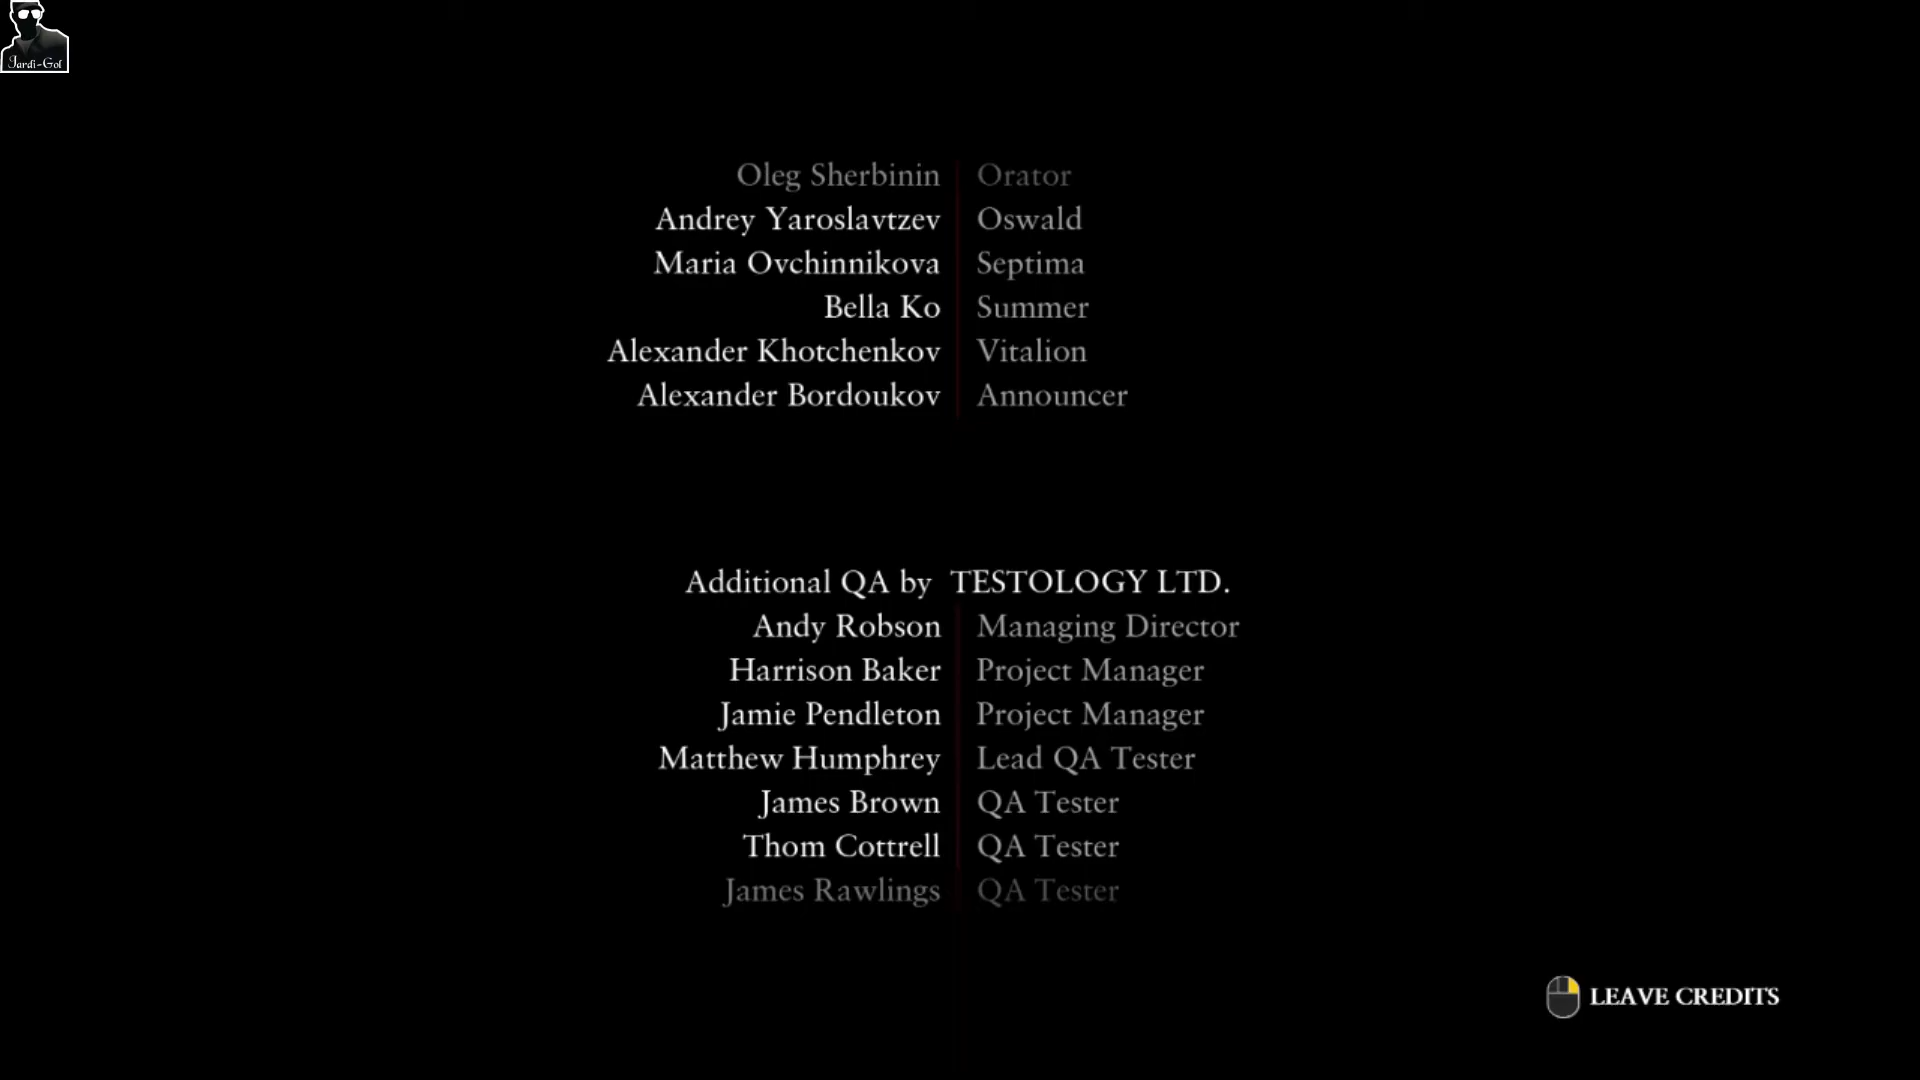 Jardi-Gol
Oleg Sherbinin Orator
Andrey Yaroslavtzev Oswald
Maria Ovchinnikova Septima
Bella Ko Summer
Alexander Khotchenkov Vitalion
Alexander Bordoukov Announcer
Additional QA by TESTOLOGY LTD.
Andy Robson Managing Director
Harrison Baker Project Manager
Jamie Pendleton Project Manager
Matthew Humphrey Lead QA Tester
James Brown QA Tester
Thom Cottrell QA Tester
James Rawlings QA Tester
LEAVE CREDITS